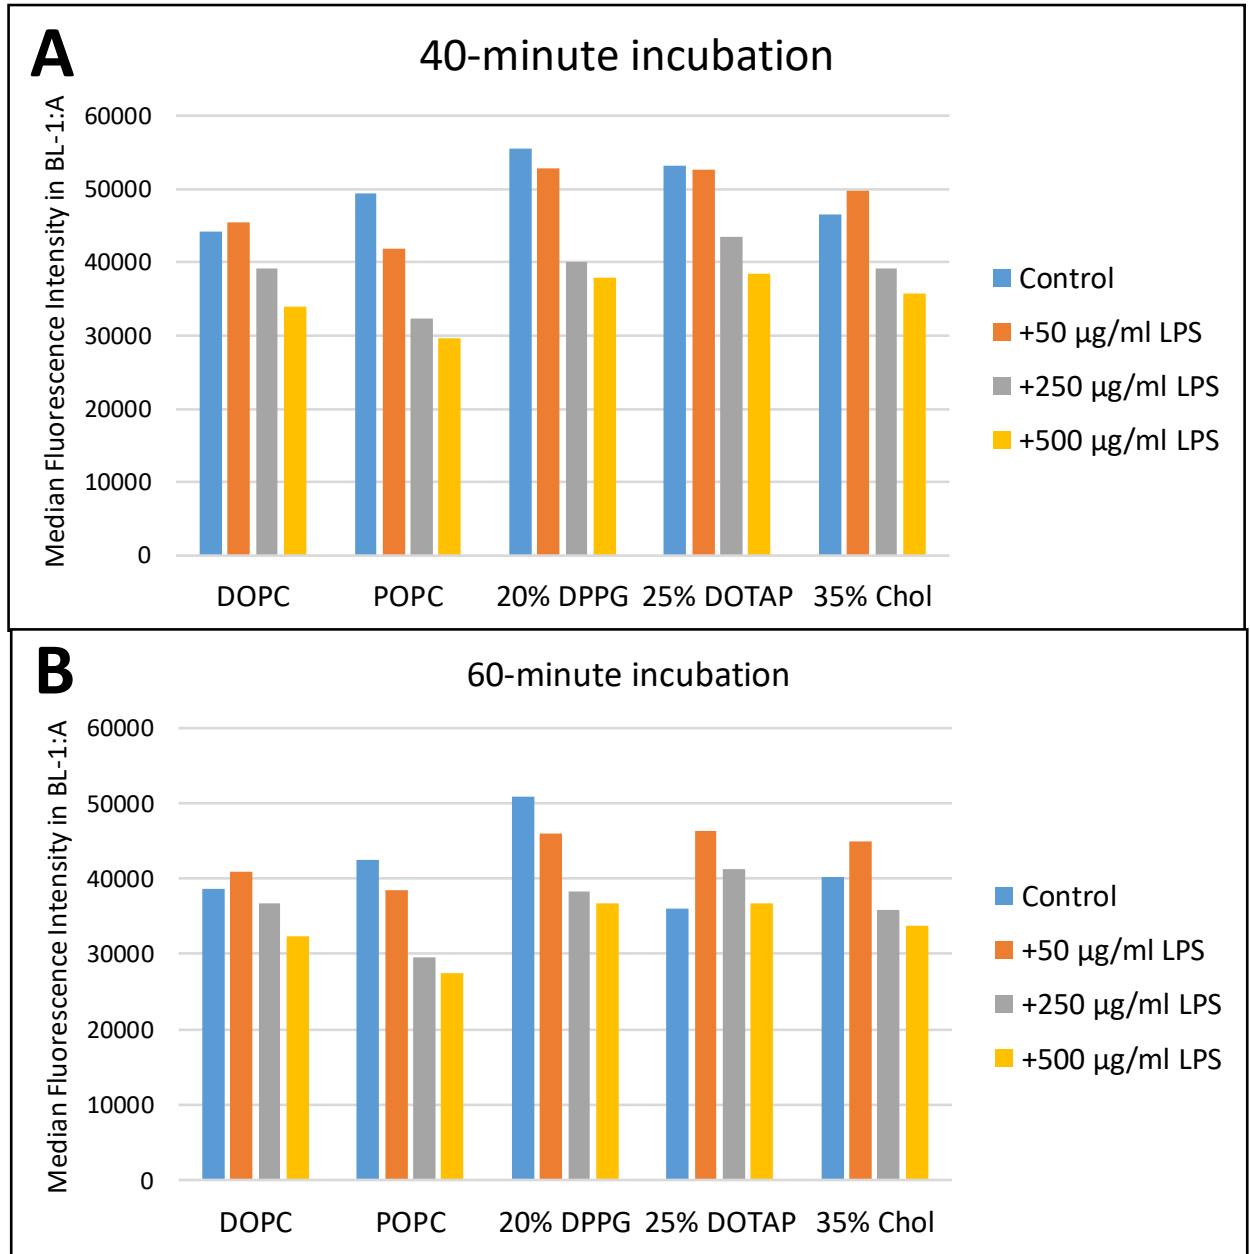 A
40-minute incubation
Median Fluorescence Intensity in BL-1:A
60000
50000
40000
30000
20000
10000
0
DOPC POPC 20% DPPG 25% DOTAP 35% Chol
Control
+50 µg/ml LPS
+250 µg/ml LPS
+500 µg/ml LPS
B
60-minute incubation
Median Fluorescence Intensity in BL-1:A
60000
50000
40000
30000
20000
10000
0
DOPC POPC 20% DPPG 25% DOTAP 35% Chol
Control
+50 µg/ml LPS
+250 µg/ml LPS
+500 µg/ml LPS